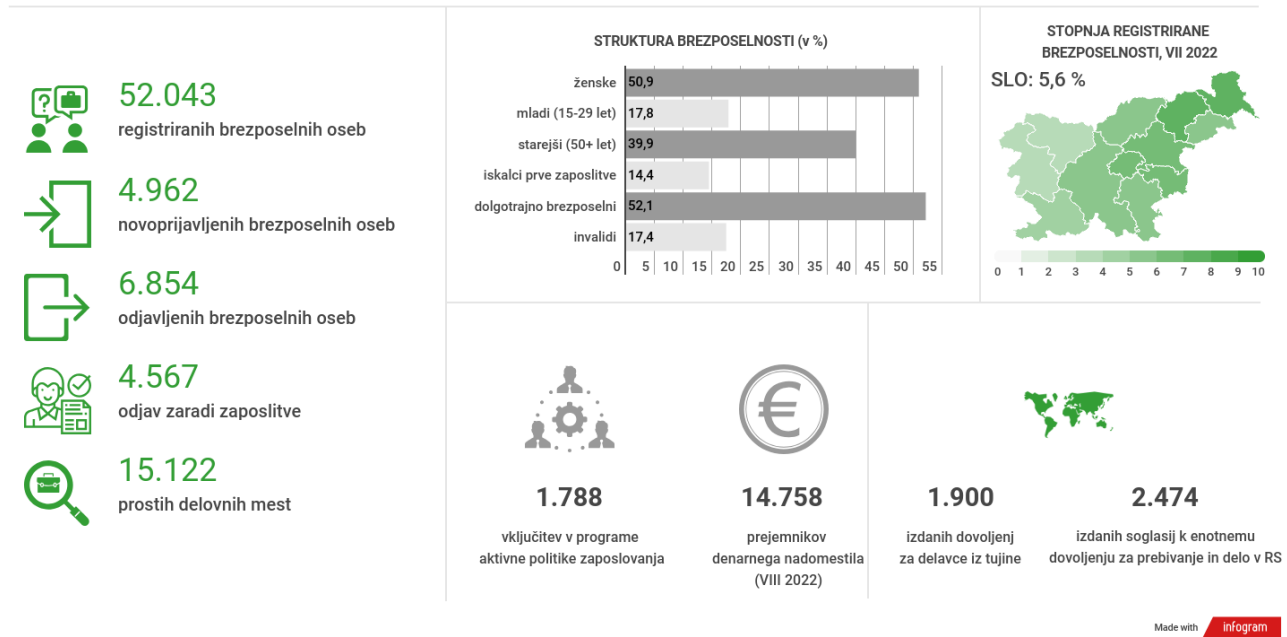 52.043
registriranih brezposelnih oseb
4.962
novoprijavljenih brezposelnih oseb
6.854
odjavljenih brezposelnih oseb
4.567
odjav zaradi zaposlitve
15.122
prostih delovnih mest
STRUKTURA BREZPOSELNOSTI (v %)
ženske 50,9
mladi (15-29 let) 17,8
starejši (50+ let) 39,9
iskalci prve zaposlitve 14,4
dolgotrajno brezposelni 52,1
invalidi 17,4
0 5 10 15 20 25 30 35 40 45 50 55
STOPNJA REGISTRIRANE
BREZPOSELNOSTI, VII 2022
SLO: 5,6 %
0 1 2 3 4 5 6 7 8 9 10
1.788
vključitev v programe
aktivne politike zaposlovanja
14.758
prejemnikov
denarnega nadomestila
(VIII 2022)
1.900
izdanih dovoljenj
za delavce iz tujine
2.474
izdanih soglasij k enotnemu
dovoljenju za prebivanje in delo v RS
Made with infogram